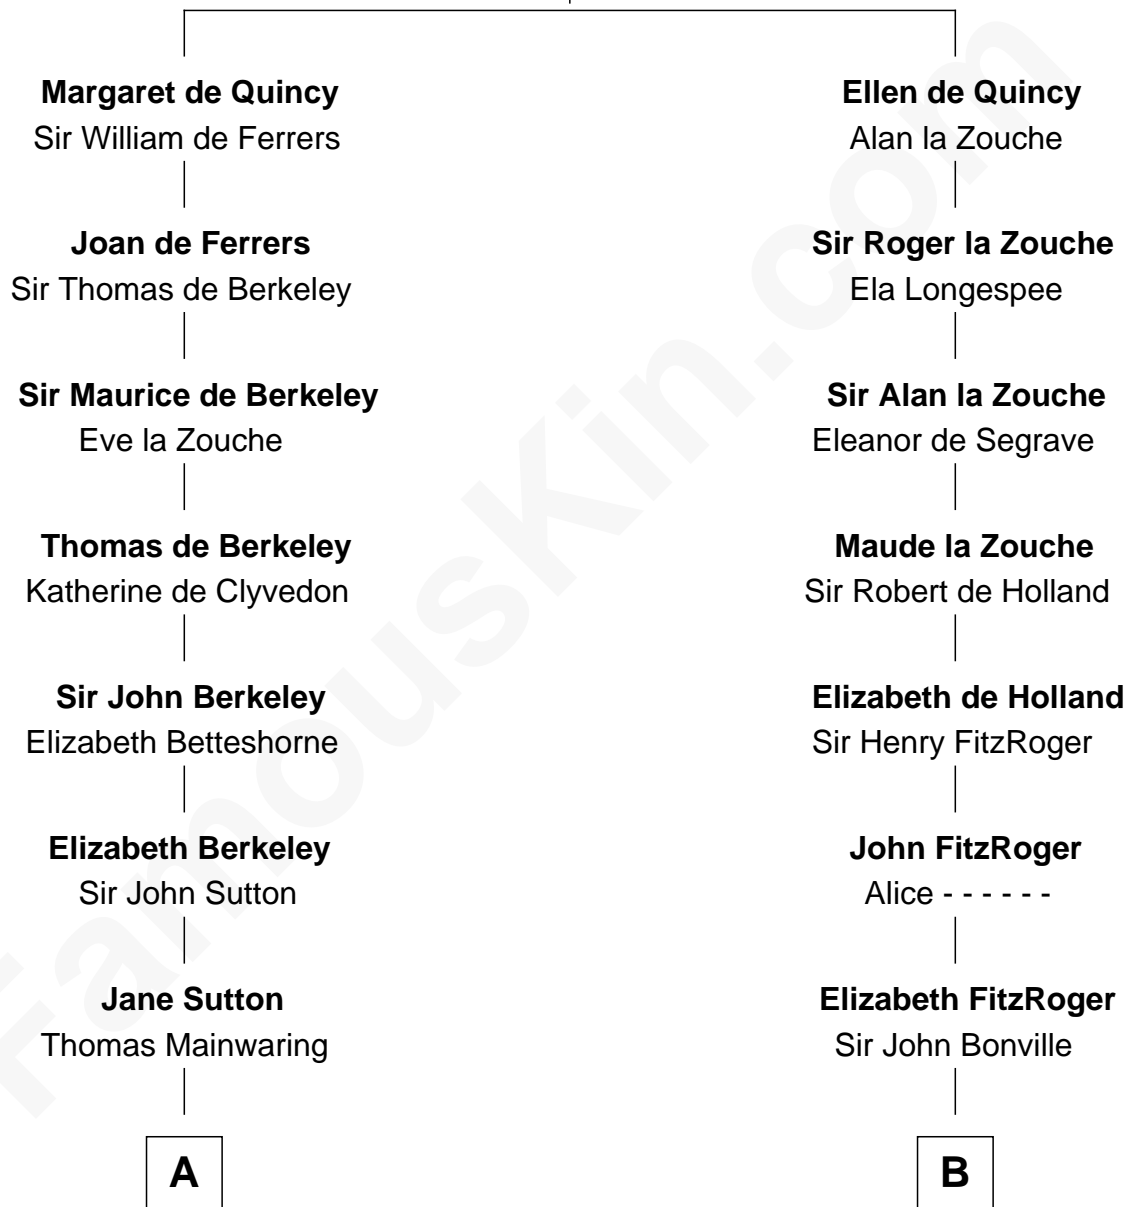 Margaret de Quincy
Sir William de Ferrers
Joan de Ferrers
Sir Thomas de Berkeley
Sir Maurice de Berkeley
Eve la Zouche
Thomas de Berkeley
Katherine de Clyvedon
Sir John Berkeley
Elizabeth Betteshorne
Elizabeth Berkeley
Sir John Sutton
Jane Sutton
Thomas Mainwaring
A
Ellen de Quincy
Alan la Zouche
Sir Roger la Zouche
Ela Longespee
Sir Alan la Zouche
Eleanor de Segrave
Maude la Zouche
Sir Robert de Holland
Elizabeth de Holland
Sir Henry FitzRoger
John FitzRoger
Alice - - - - - -
Elizabeth FitzRoger
Sir John Bonville
B
FamousKin.com